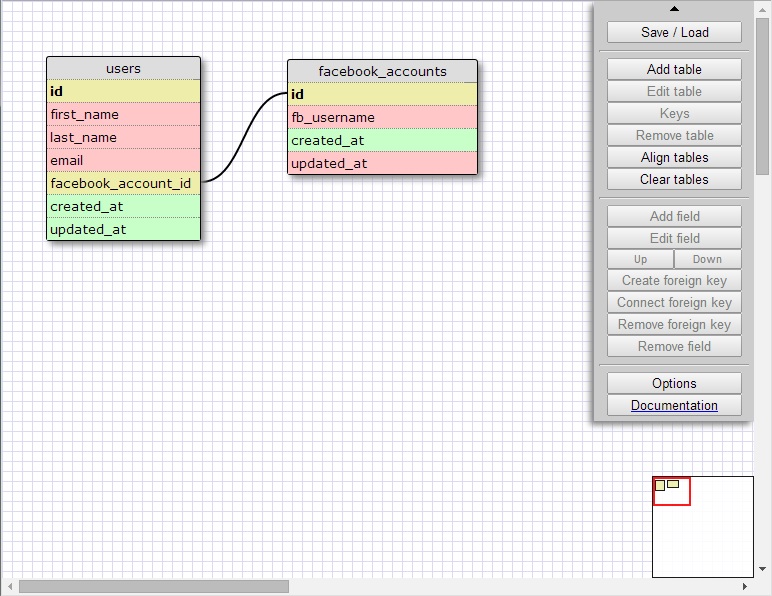 users
id
first_name
last_name
email
facebook_account_id
created_at
updated_at
facebook_accounts
id
fb_username
created_at
updated_at
Save / Load
Add table
Edit table
Keys
Remove table
Align tables
Clear tables
Add field
Edit field
Up Down
Create foreign key
Connect foreign key
Remove foreign key
Remove field
Options
Documentation